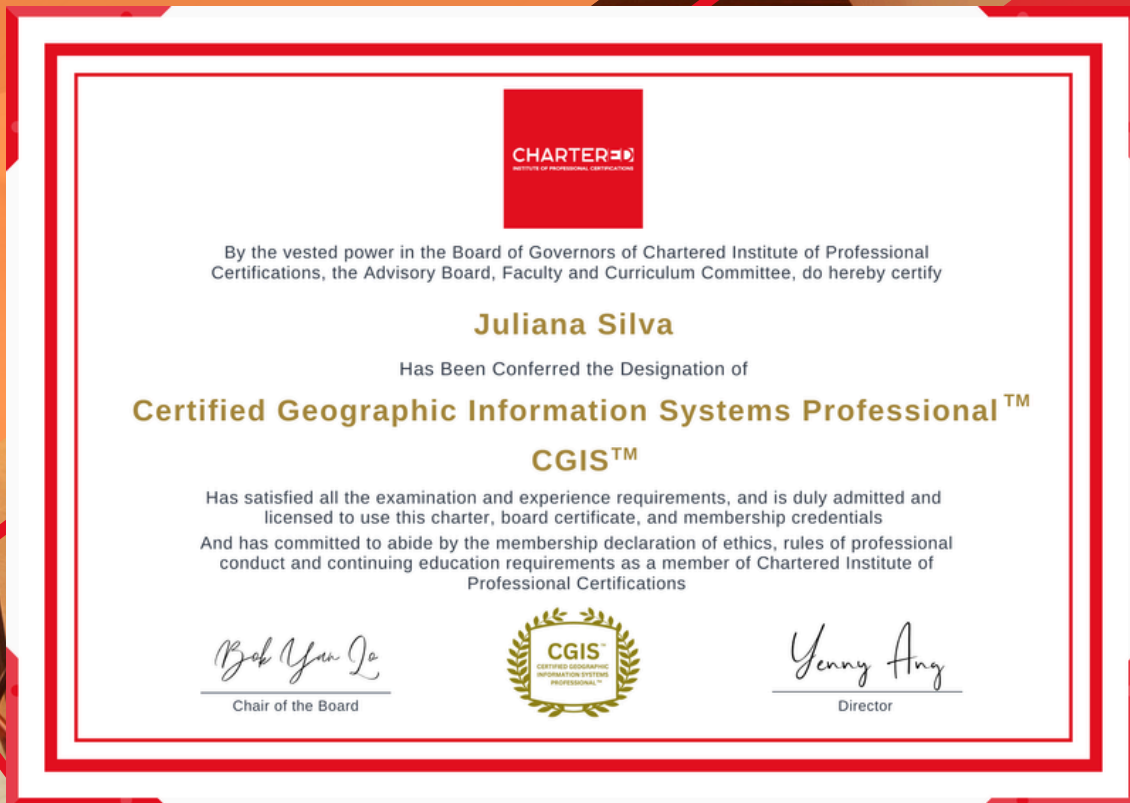 CHARTERED
INSTITUTE OF PROFESSIONAL CERTIFICATIONS
By the vested power in the Board of Governors of Chartered Institute of Professional
Certifications, the Advisory Board, Faculty and Curriculum Committee, do hereby certify
Juliana Silva
Has Been Conferred the Designation of
Certified Geographic Information Systems Professional™
CGIS™
Has satisfied all the examination and experience requirements, and is duly admitted and
licensed to use this charter, board certificate, and membership credentials
And has committed to abide by the membership declaration of ethics, rules of professional
conduct and continuing education requirements as a member of Chartered Institute of
Professional Certifications
Bok Yan Lo
Chair of the Board
CGIS™
CERTIFIED GEOGRAPHIC
INFORMATION SYSTEMS
PROFESSIONAL™
Yenny Ang
Director